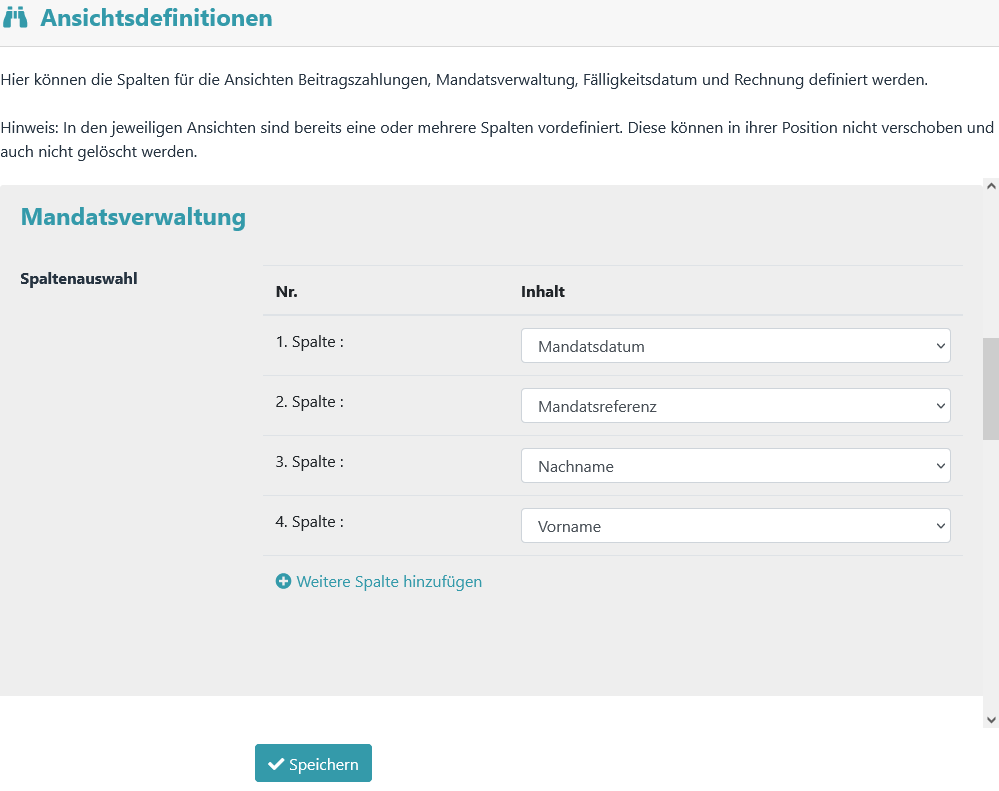 Ansichtsdefinitionen
Hier können die Spalten für die Ansichten Beitragszahlungen, Mandatsverwaltung, Fälligkeitsdatum und Rechnung definiert werden.
Hinweis: In den jeweiligen Ansichten sind bereits eine oder mehrere Spalten vordefiniert. Diese können in ihrer Position nicht verschoben und
auch nicht gelöscht werden.
Mandatsverwaltung
Spaltenauswahl
Nr. Inhalt
1. Spalte : Mandatsdatum
2. Spalte : Mandatsreferenz
3. Spalte : Nachname
4. Spalte : Vorname
Weitere Spalte hinzufügen
Speichern